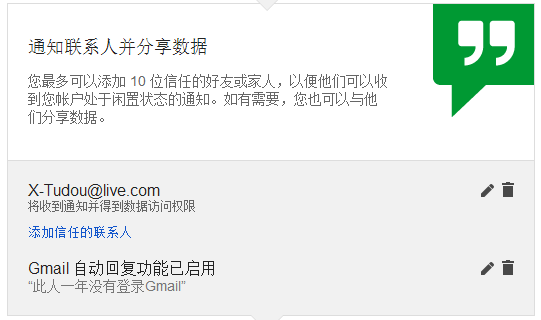 通知联系人并分享数据
您最多可以添加 10 位信任的好友或家人，以便他们可以收
到您帐户处于闲置状态的通知。如有需要，您也可以与他
们分享数据。
X-Tudou@live.com
将收到通知并得到数据访问权限
添加信任的联系人
Gmail 自动回复功能已启用
“此人一年没有登录Gmail”